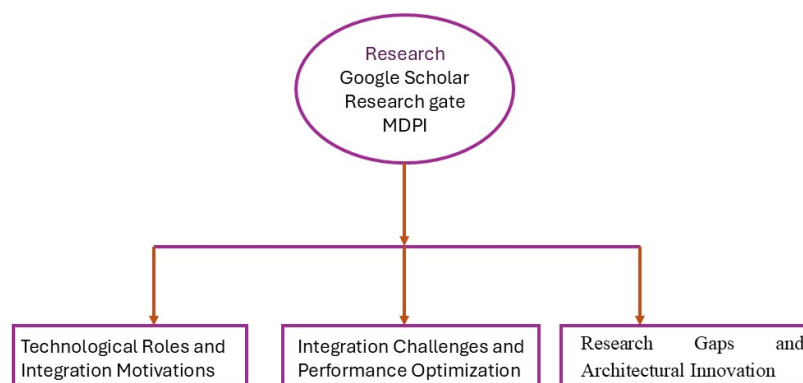 Research
Google Scholar
Research gate
MDPI
Technological Roles and
Integration Motivations
Integration Challenges and
Performance Optimization
Research Gaps and
Architectural Innovation